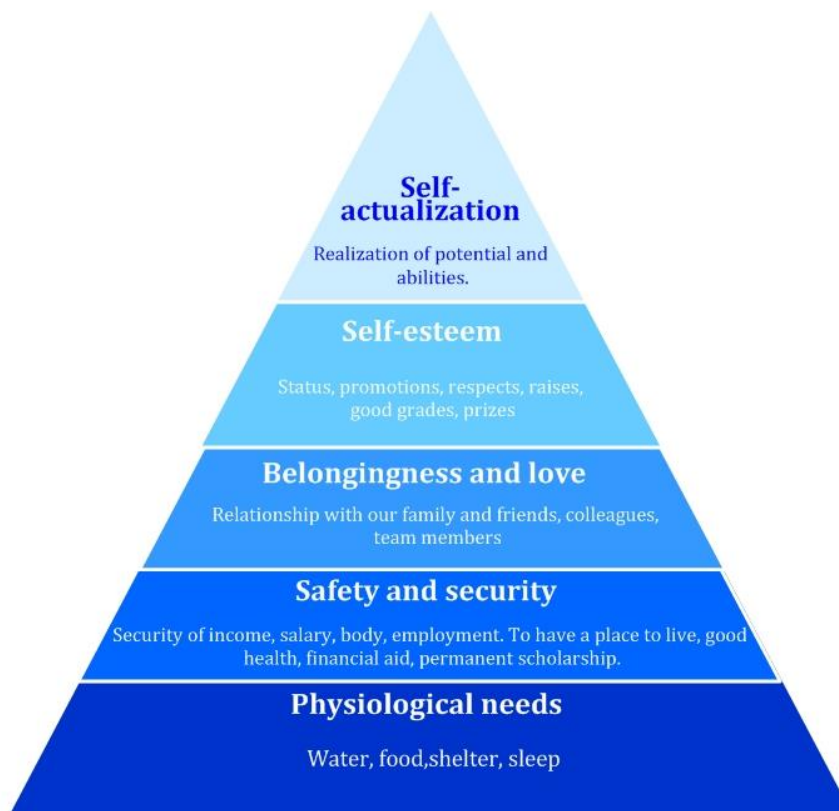 Self-
actualization
Realization of potential and
abilities.
Self-esteem
Status, promotions, respects, raises,
good grades, prizes
Belongingness and love
Relationship with our family and friends, colleagues,
team members
Safety and security
Security of income, salary, body, employment. To have a place to live, good
health, financial aid, permanent scholarship.
Physiological needs
Water, food,shelter, sleep